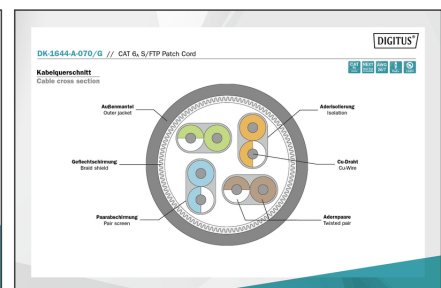 DIGITUS®
DK-1644-A-070/G // CAT 6A S/FTP Patch Cord
Kabelquerschnitt
Cable cross section
Außenmantel
Outer jacket
Aderisolierung
Isolation
Geflechtschirmung
Braid shield
Cu-Draht
Cu-Wire
Paarabschirmung
Pair screen
Adernpaare
Twisted pair